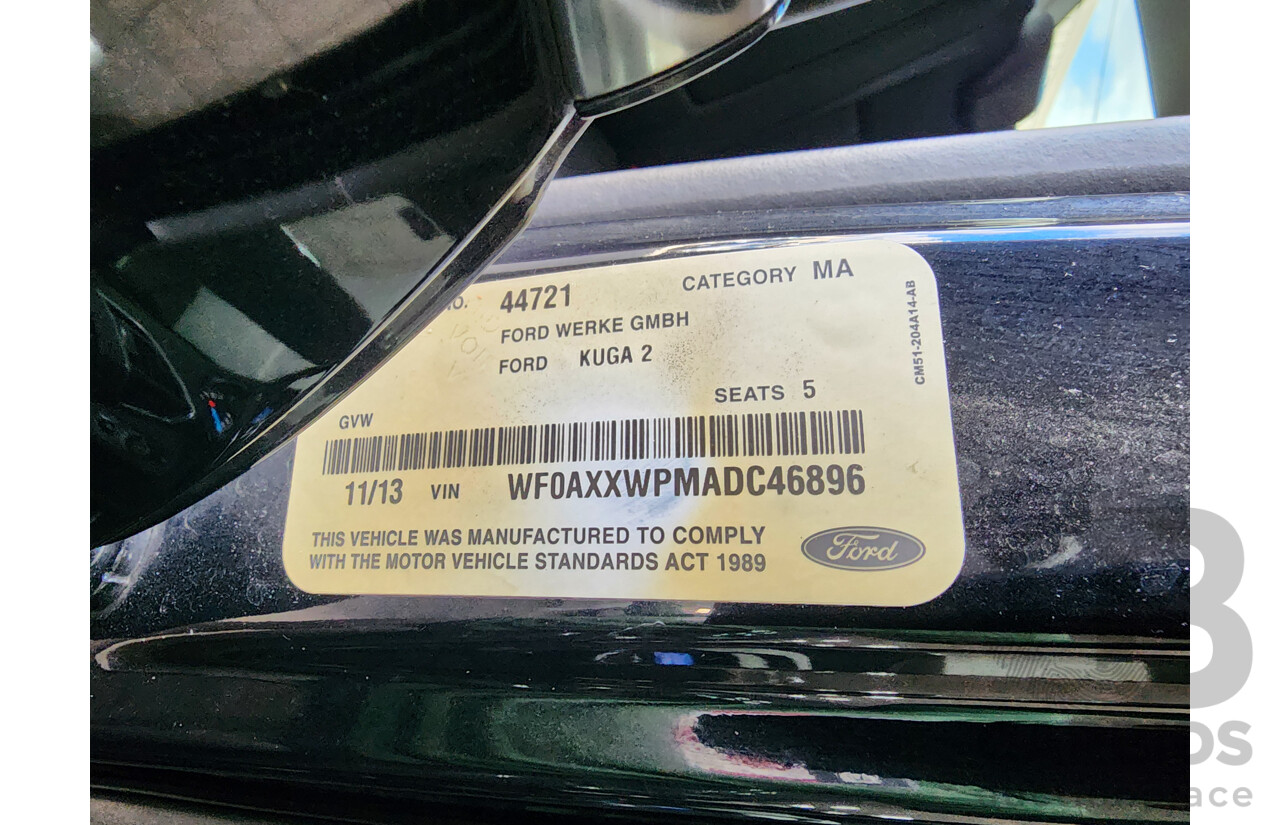 NO. 44721 CATEGORY MA
FORD WERKE GMBH
FORD KUGA 2
SEATS 5
GVW
11/13 VIN WF0AXXWPMADC46896
THIS VEHICLE WAS MANUFACTURED TO COMPLY
WITH THE MOTOR VEHICLE STANDARDS ACT 1989
Ford
CM51-204A14-AB